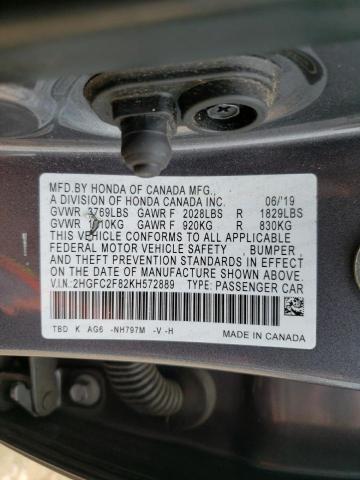 MFD.BY HONDA OF CANADA MFG.,
A DIVISION OF HONDA CANADA INC. 06/'19
GVWR GAWR F 2028LBS R 1829LBS
GVWR GAWR F 920KG R 830KG
THIS VEHICLE CONFORMS TO ALL APPLICABLE
FEDERAL MOTOR VEHICLE SAFETY , BUMPER , AND
THEFT PREVENTION STANDARDS IN EFFECT ON THE
DATE OF MANUFACTURE SHOWN ABOVE.
V.I.N.:2HGFC2F82KH572889 TYPE: PASSENGER CAR
TBD K AG6 -NH797M -V -H MADE IN CANADA